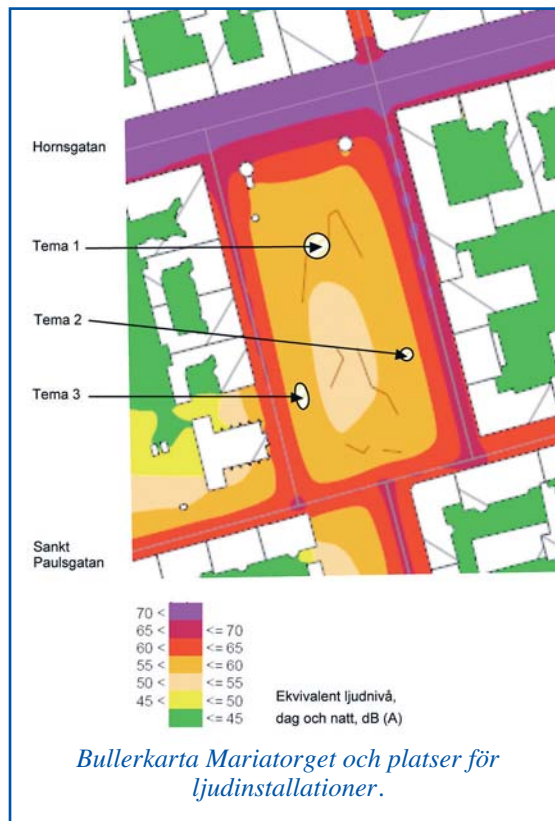 Hornsgatan
Tema 1
Tema 2
Tema 3
Sankt
Paulsgatan
70 <
65 < <= 70
60 < <= 65
55 < <= 60
50 < <= 55
45 < <= 50
<= 45
Ekvivalent ljudnivå,
dag och natt, dB (A)
Bullerkarta Mariatorget och platser för
ljudinstallationer.